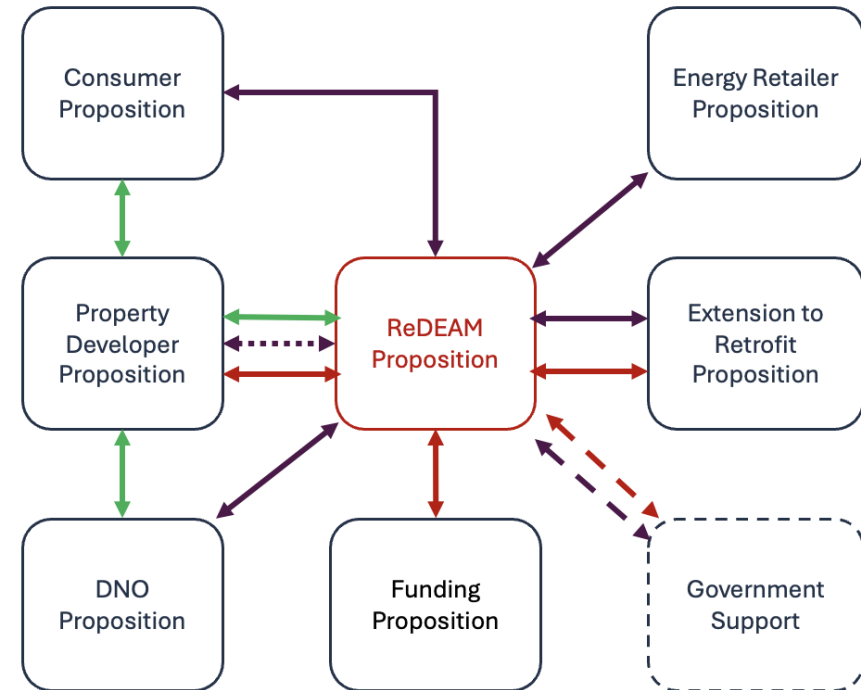 Consumer
Proposition
Energy Retailer
Proposition
Property
Developer
Proposition
ReDEAM
Proposition
Extension to
Retrofit
Proposition
DNO
Proposition
Funding
Proposition
Government
Support